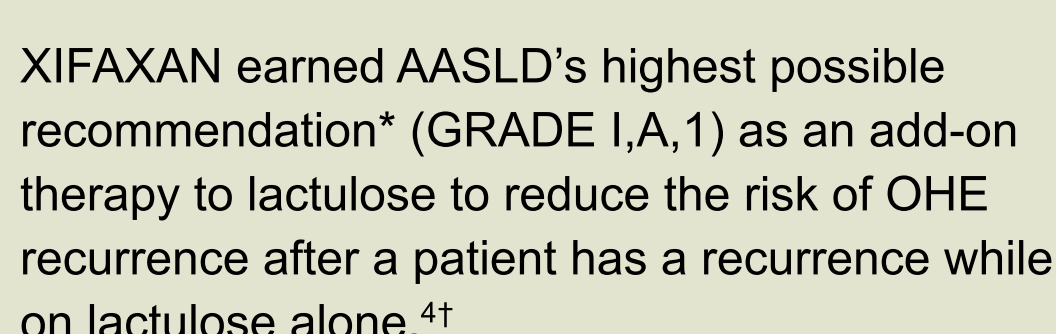 XIFAXAN earned AASLD’s highest possible
recommendation* (GRADE I,A,1) as an add-on
therapy to lactulose to reduce the risk of OHE
recurrence after a patient has a recurrence while
on lactulose alone.4†